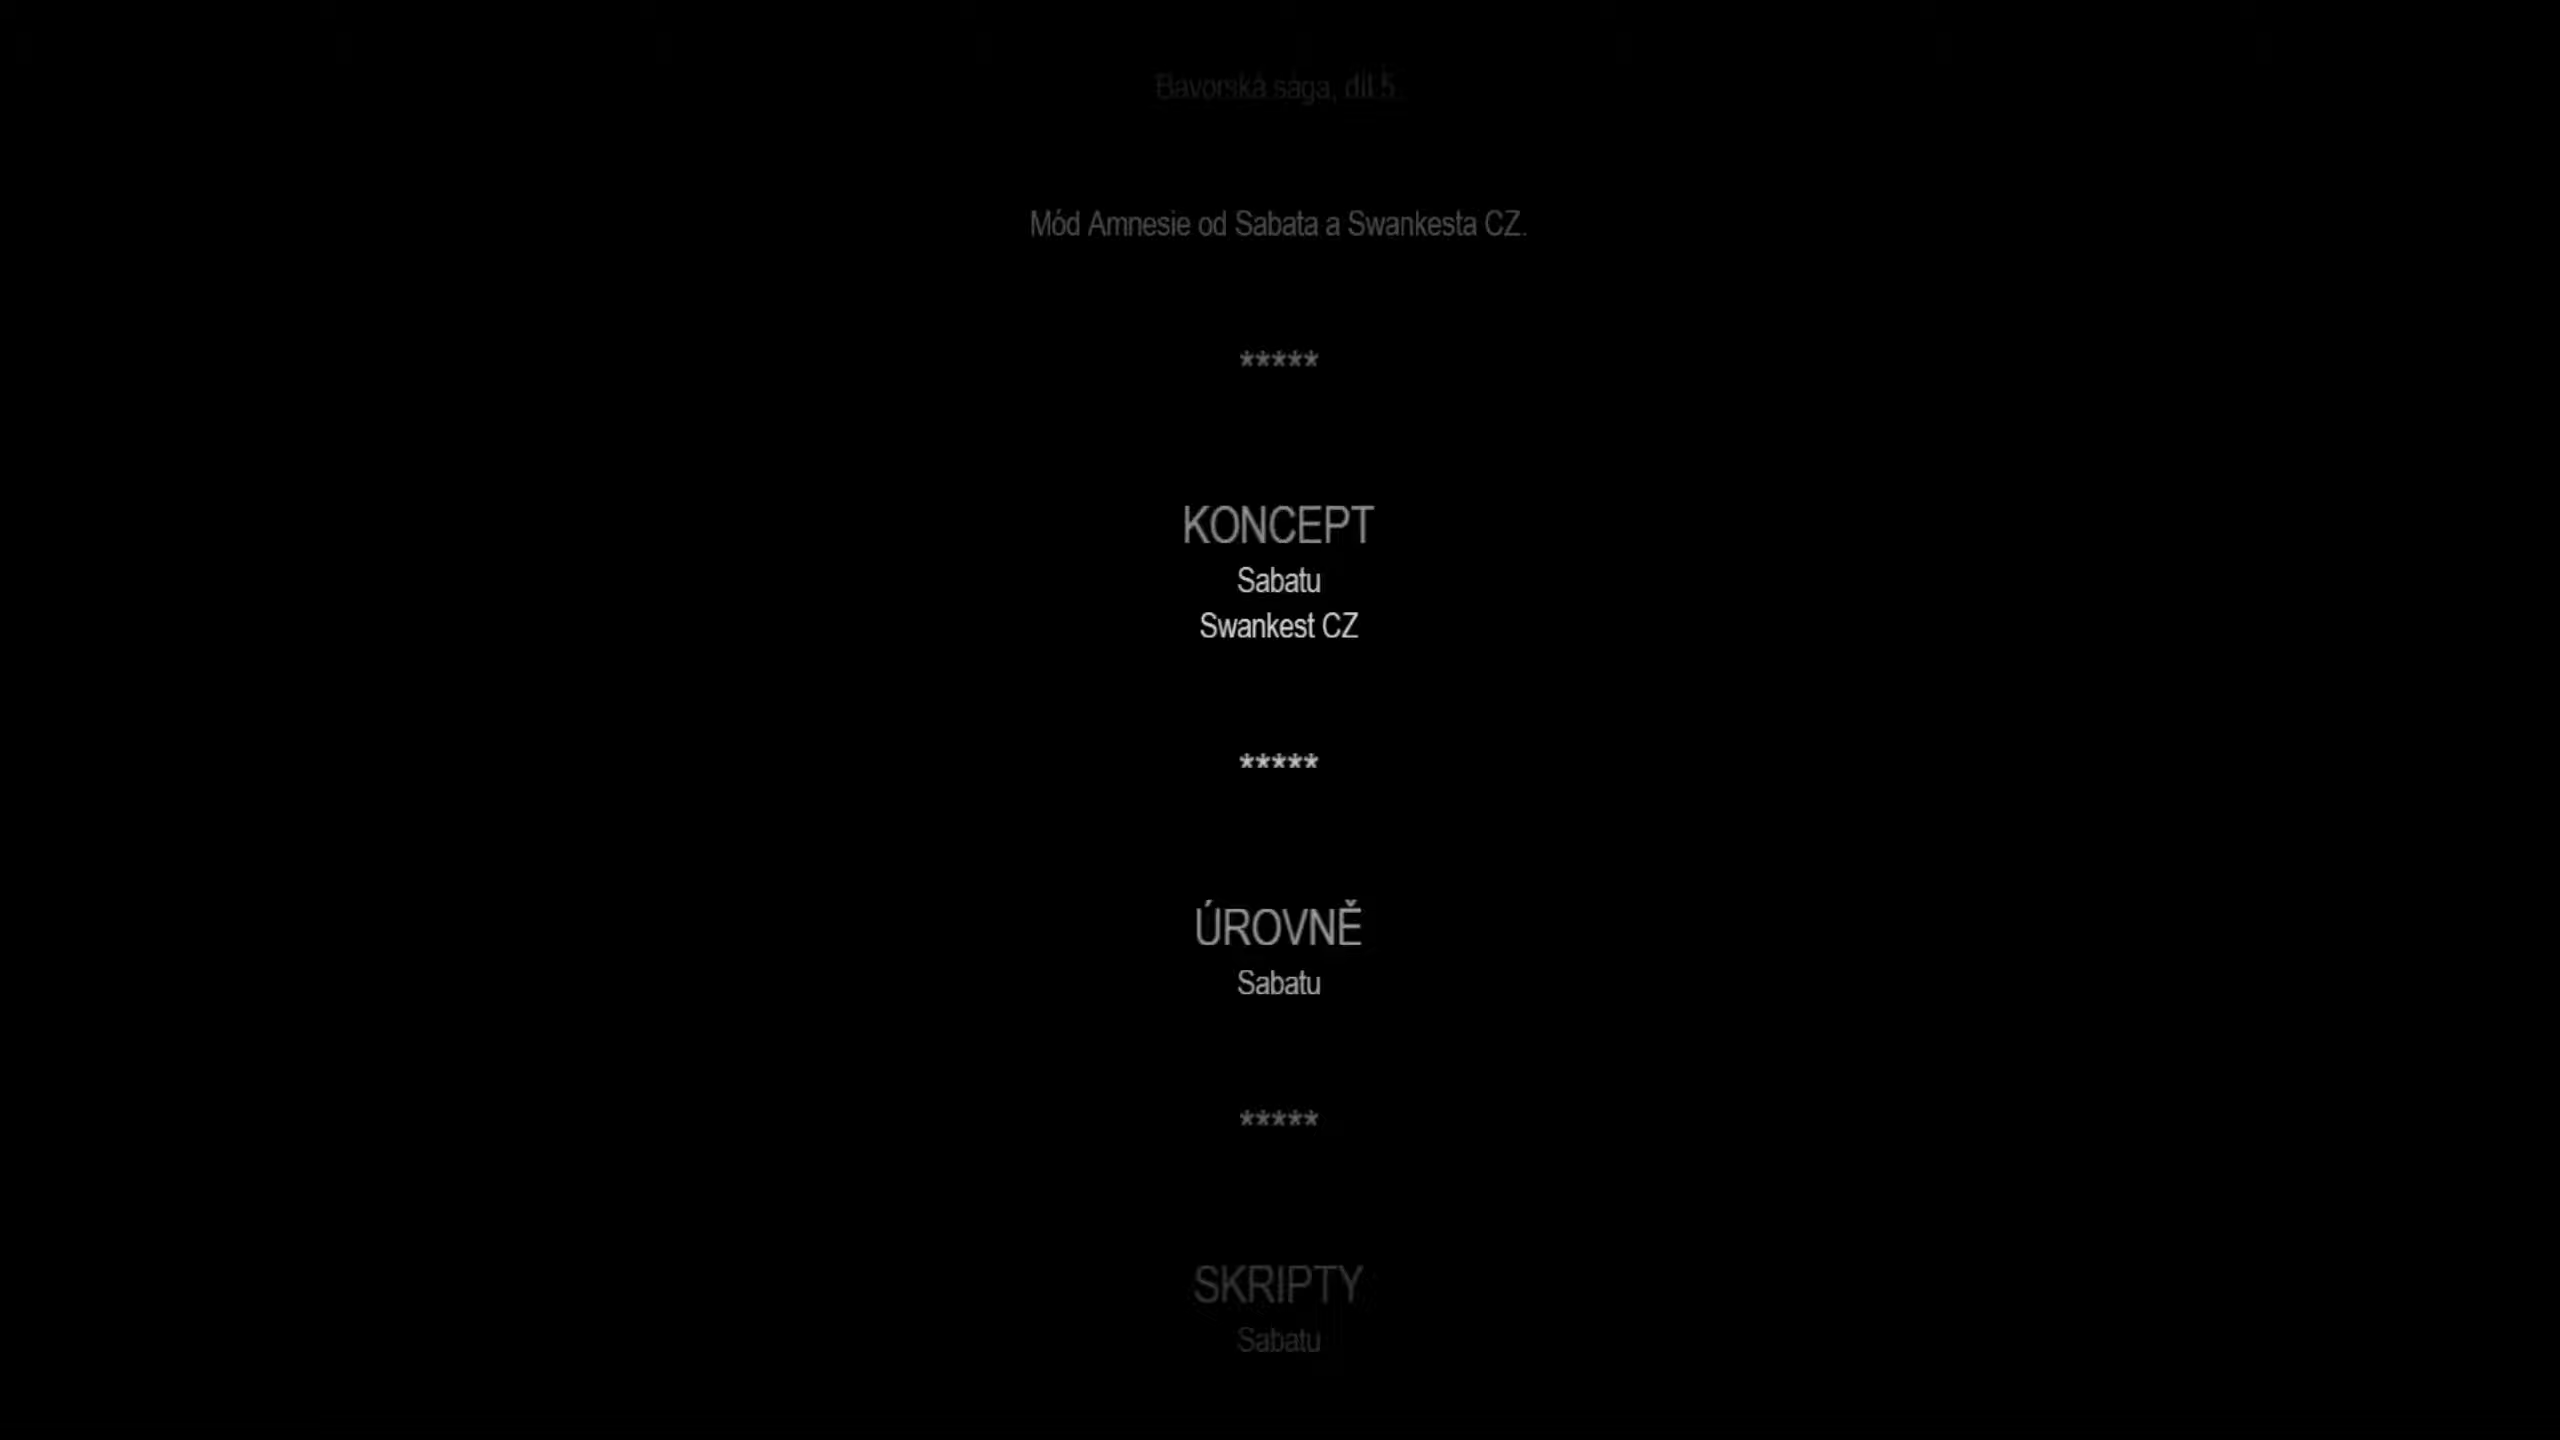 Bavorská sága, díl 5.
Mód Amnesie od Sabata a Swankesta CZ.
*****
KONCEPT
Sabatu
Swankest CZ
*****
ÚROVNĚ
Sabatu
*****
SKRIPTY
Sabatu